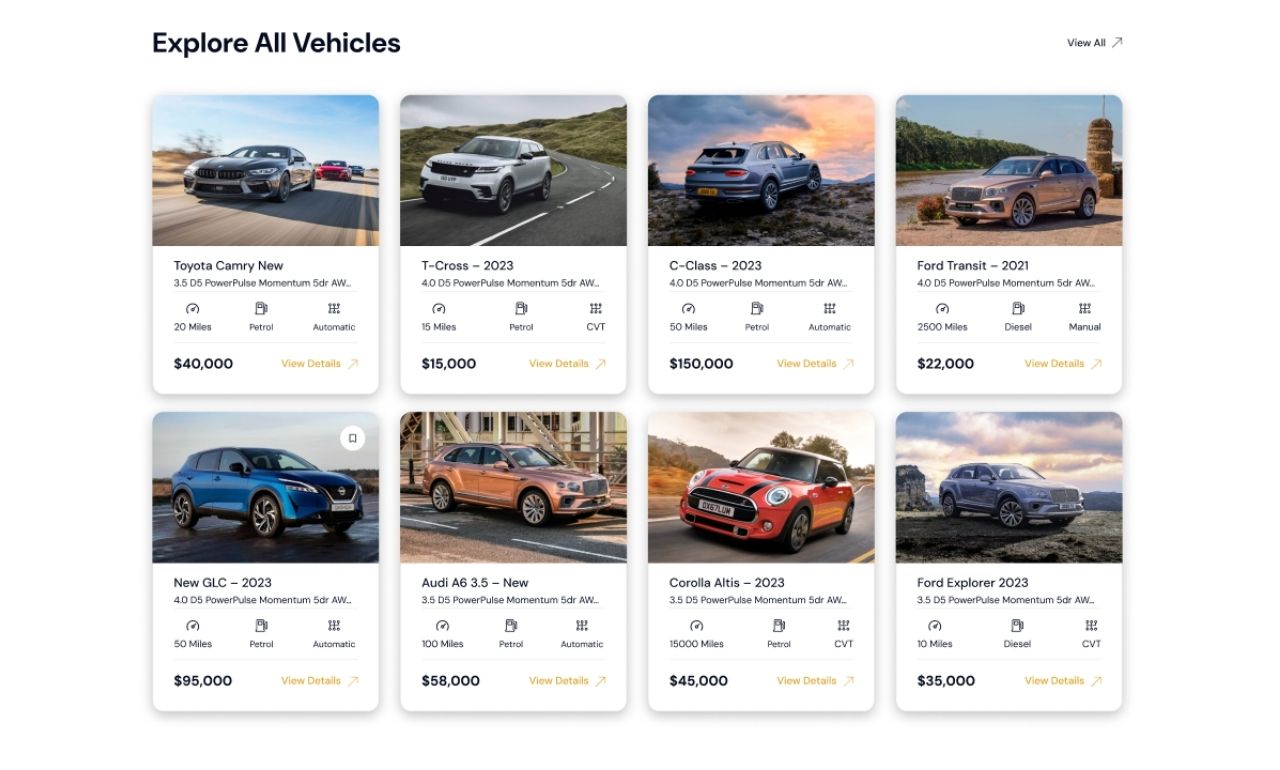 Explore All Vehicles
View All
Toyota Camry New
3.5 D5 PowerPulse Momentum 5dr AW...
20 Miles Petrol Automatic
$40,000 View Details
T-Cross – 2023
4.0 D5 PowerPulse Momentum 5dr AW...
15 Miles Petrol CVT
$15,000 View Details
C-Class – 2023
4.0 D5 PowerPulse Momentum 5dr AW...
50 Miles Petrol Automatic
$150,000 View Details
Ford Transit – 2021
4.0 D5 PowerPulse Momentum 5dr AW...
2500 Miles Diesel Manual
$22,000 View Details
New GLC – 2023
4.0 D5 PowerPulse Momentum 5dr AW...
50 Miles Petrol Automatic
$95,000 View Details
Audi A6 3.5 – New
3.5 D5 PowerPulse Momentum 5dr AW...
100 Miles Petrol Automatic
$58,000 View Details
OX67LUM
Corolla Altis – 2023
3.5 D5 PowerPulse Momentum 5dr AW...
15000 Miles Petrol CVT
$45,000 View Details
Ford Explorer 2023
3.5 D5 PowerPulse Momentum 5dr AW...
10 Miles Diesel CVT
$35,000 View Details